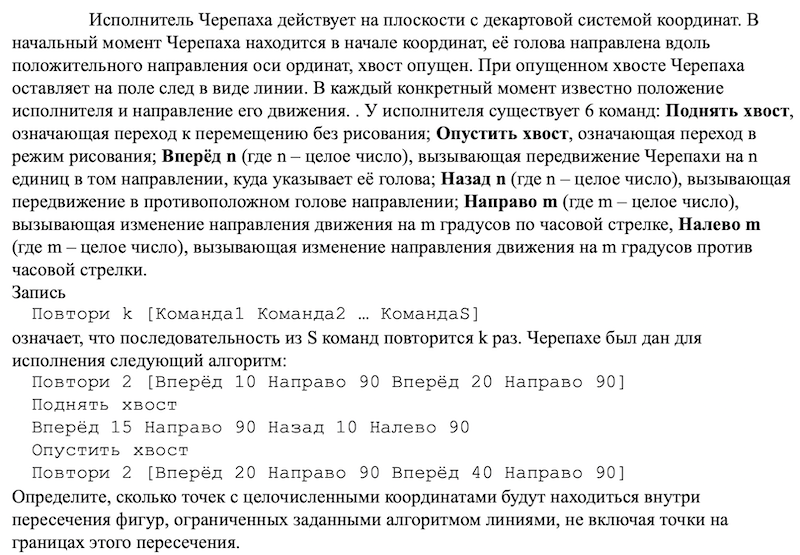 Исполнитель Черепаха действует на плоскости с декартовой системой координат. В
начальный момент Черепаха находится в начале координат, её голова направлена вдоль
положительного направления оси ординат, хвост опущен. При опущенном хвосте Черепаха
оставляет на поле след в виде линии. В каждый конкретный момент известно положение
исполнителя и направление его движения. . У исполнителя существует 6 команд: Поднять хвост,
означающая переход к перемещению без рисования; Опустить хвост, означающая переход в
режим рисования; Вперёд n (где n – целое число), вызывающая передвижение Черепахи на n
единиц в том направлении, куда указывает её голова; Назад n (где n – целое число), вызывающая
передвижение в противоположном голове направлении; Направо m (где m – целое число),
вызывающая изменение направления движения на m градусов по часовой стрелке, Налево m
(где m – целое число), вызывающая изменение направления движения на m градусов против
часовой стрелки.
Запись
Повтори k [Команда1 Команда2 … КомандаS]
означает, что последовательность из S команд повторится k раз. Черепахе был дан для
исполнения следующий алгоритм:
Повтори 2 [Вперёд 10 Направо 90 Вперёд 20 Направо 90]
Поднять хвост
Вперёд 15 Направо 90 Назад 10 Налево 90
Опустить хвост
Повтори 2 [Вперёд 20 Направо 90 Вперёд 40 Направо 90]
Определите, сколько точек с целочисленными координатами будут находиться внутри
пересечения фигур, ограниченных заданными алгоритмом линиями, не включая точки на
границах этого пересечения.